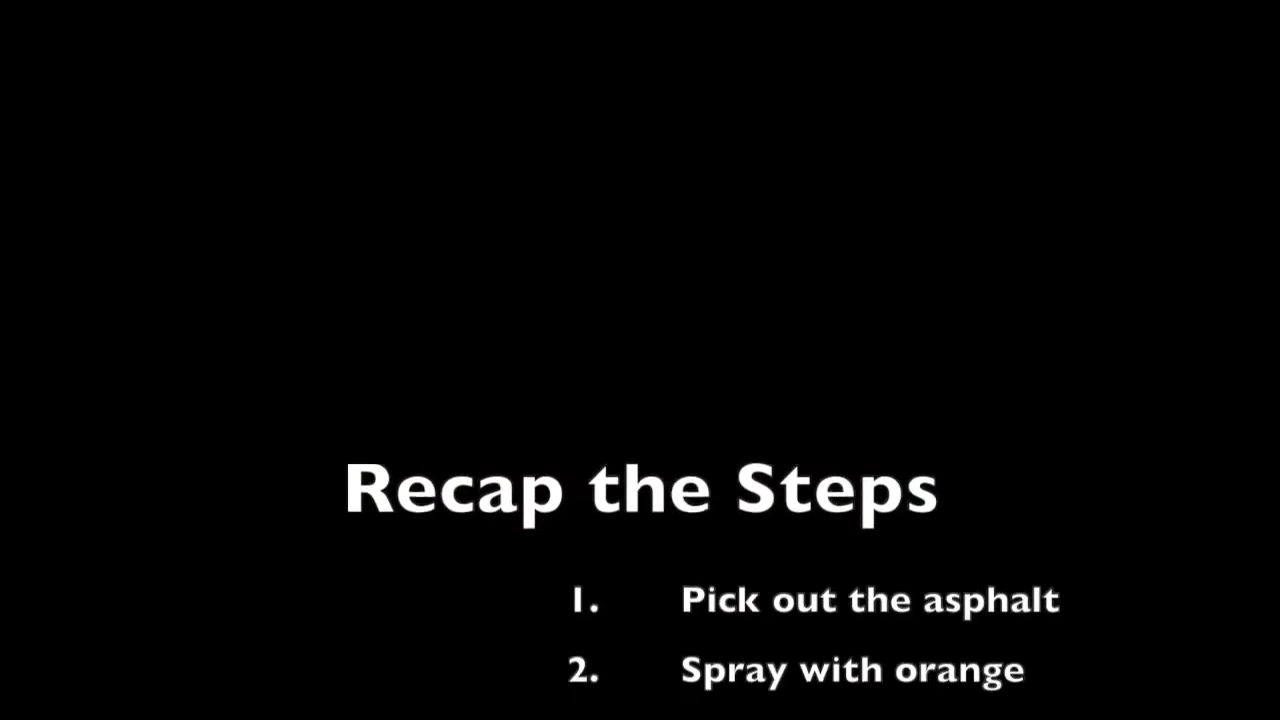 Recap the Steps
1. Pick out the asphalt
2. Spray with orange